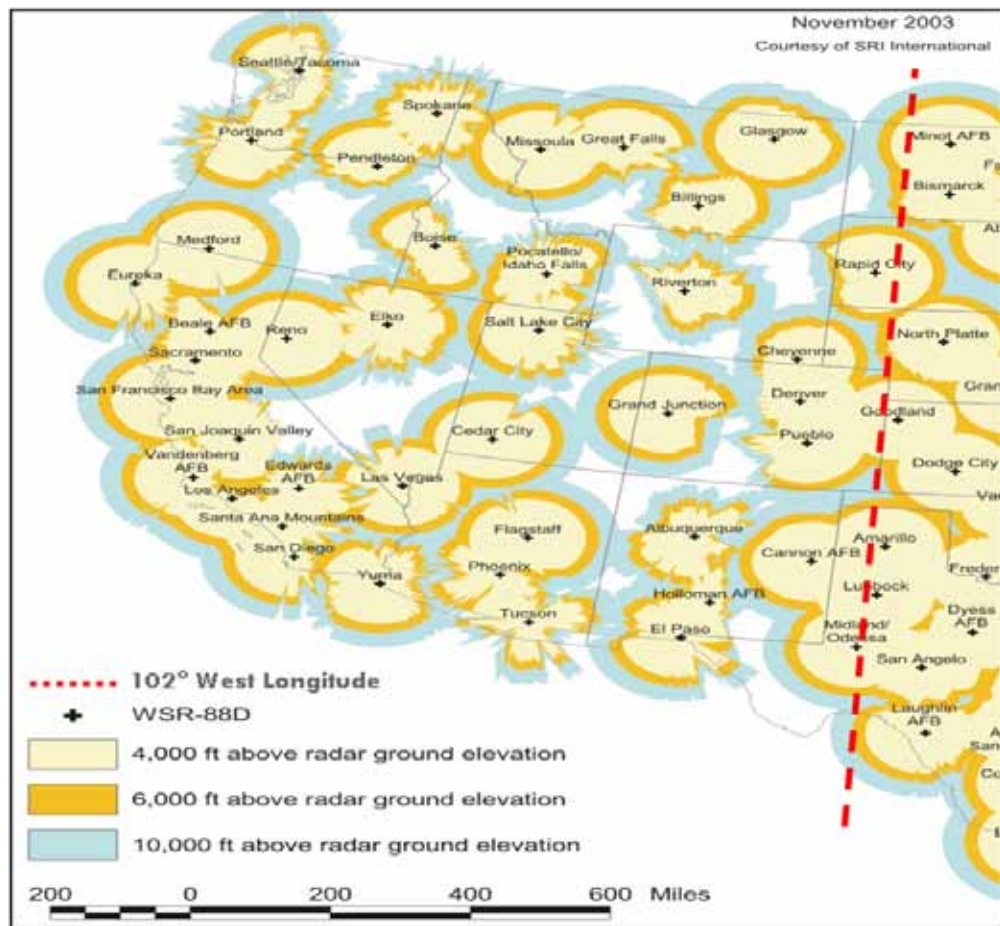 November 2003
Courtesy of SRI International
Seattle/Tacoma
Spokane
Portland
Pendleton
Missoula
Great Falls
Glasgow
Minot AFB
Bismarck
Billings
Medford
Boise
Pocatello/
Idaho Falls
Rapid City
Eureka
Riverton
Beale AFB
Reno
Elko
Salt Lake City
North Platte
Sacramento
Cheyenne
San Francisco Bay Area
Grand Junction
Denver
Goodland
San Joaquin Valley
Cedar City
Pueblo
Vandenberg
AFB
Edwards
AFB
Las Vegas
Dodge City
Los Angeles
Santa Ana Mountains
Flagstaff
Albuquerque
Amarillo
San Diego
Cannon AFB
Phoenix
Yuma
Holloman AFB
Lubbock
Tucson
El Paso
Midland/
Odessa
Dyess
AFB
San Angelo
Laughlin
AFB
102° West Longitude
WSR-88D
4,000 ft above radar ground elevation
6,000 ft above radar ground elevation
10,000 ft above radar ground elevation
200 0 200 400 600 Miles